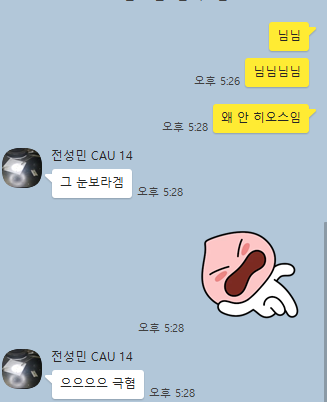 님님
님님님님
오후 5:26
왜 안 히오스임
오후 5:28
전성민 CAU 14
그 눈보라겜
오후 5:28
오후 5:28
전성민 CAU 14
으으으으 극혐
오후 5:28